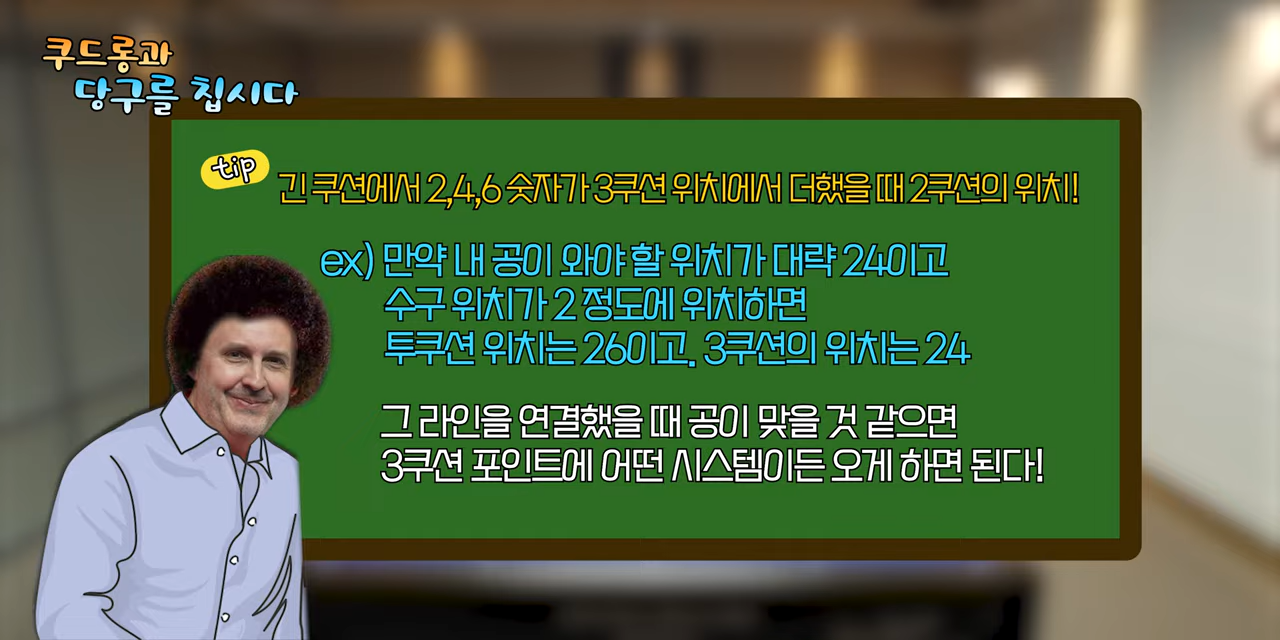 쿠드롱과
당구를 칩시다
tip
긴 쿠션에서 2,4,6 숫자가 3쿠션 위치에서 더했을 때 2쿠션의 위치!
ex) 만약 내 공이 와야 할 위치가 대략 24이고
수구 위치가 2 정도에 위치하면
투쿠션 위치는 26이고. 3쿠션의 위치는 24
그 라인을 연결했을 때 공이 맞을 것 같으면
3쿠션 포인트에 어떤 시스템이든 오게 하면 된다!